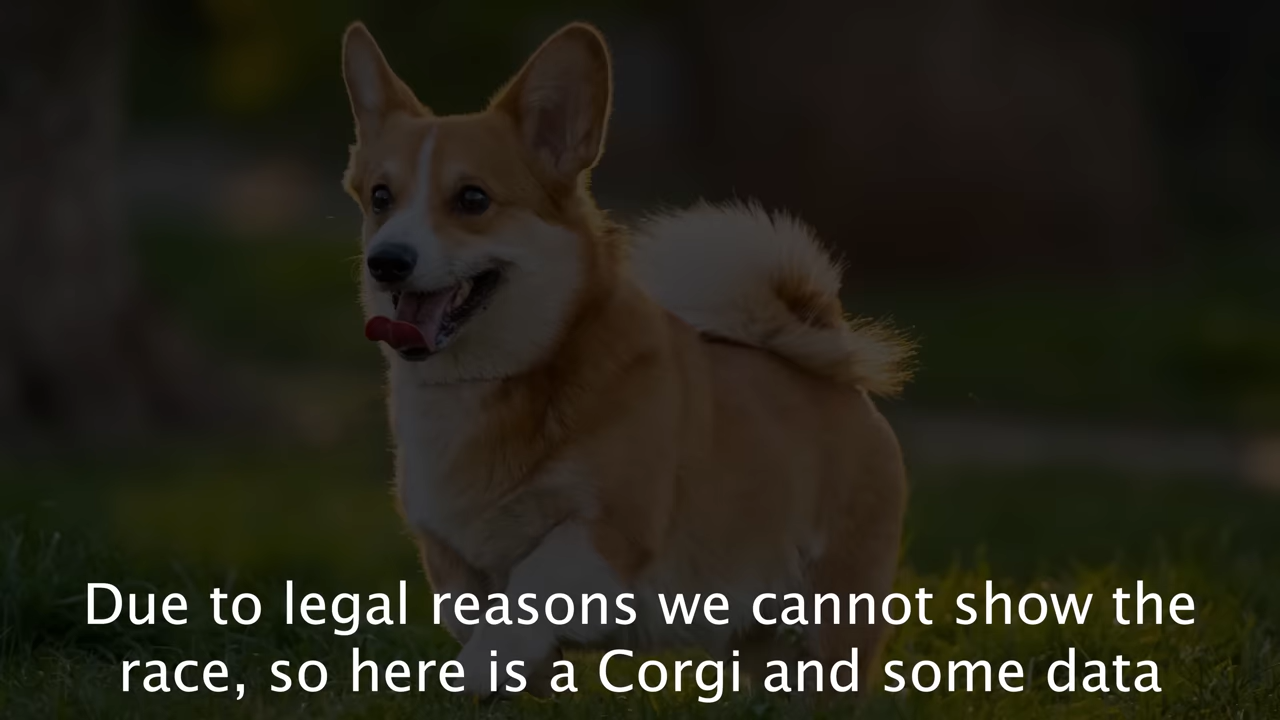 Due to legal reasons we cannot show the
race, so here is a Corgi and some data